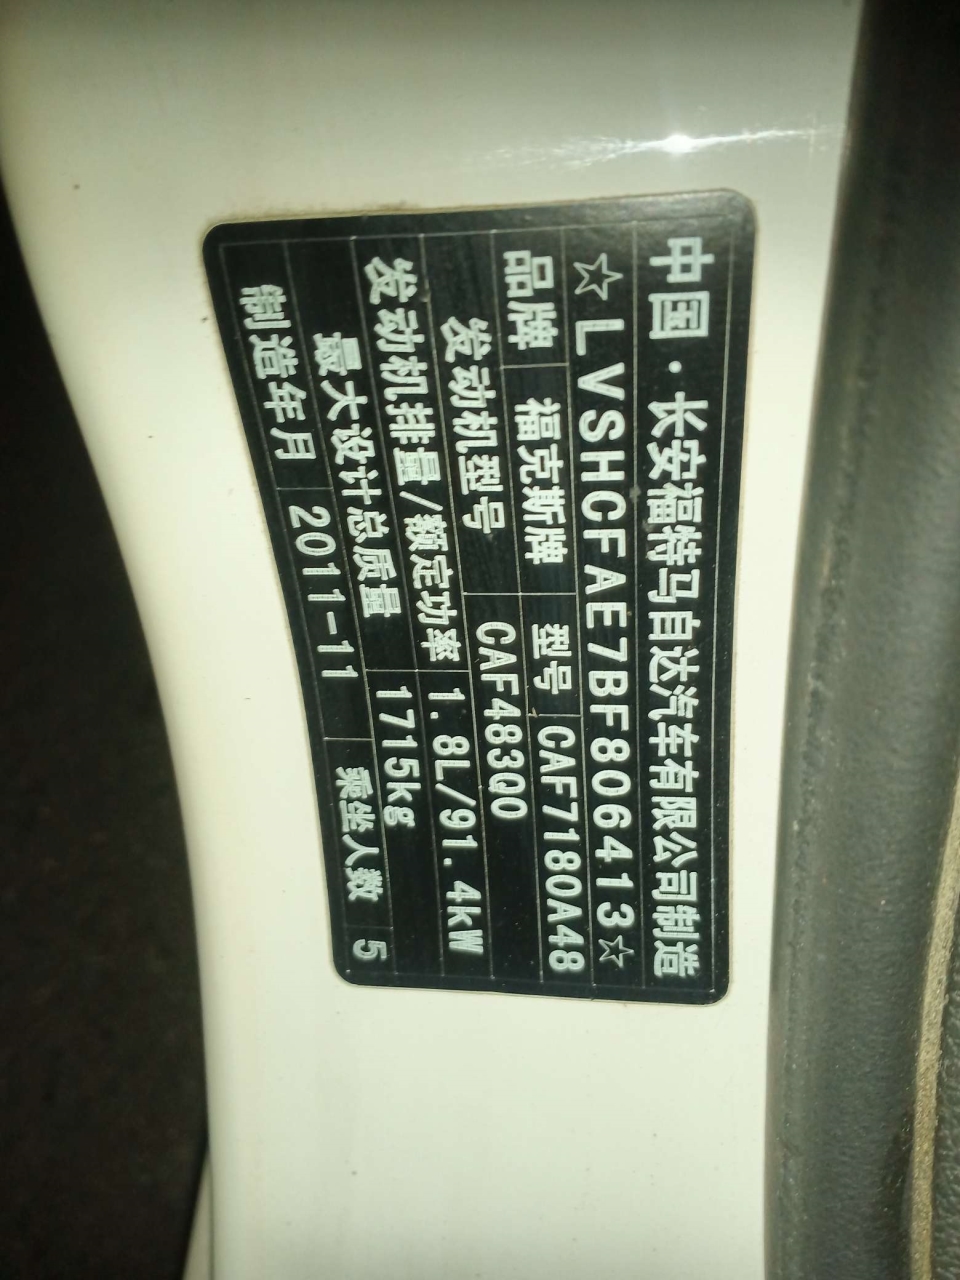 中国·长安福特马自达汽车有限公司制造
☆LVSHCFAE7BF806413☆
品牌 福克斯牌 型号 CAF7180A48
发动机型号 CAF483Q0
发动机排量/额定功率 1.8L/91.4kW
最大设计总质量 1715kg
制造年月 2011-11 乘坐人数 5